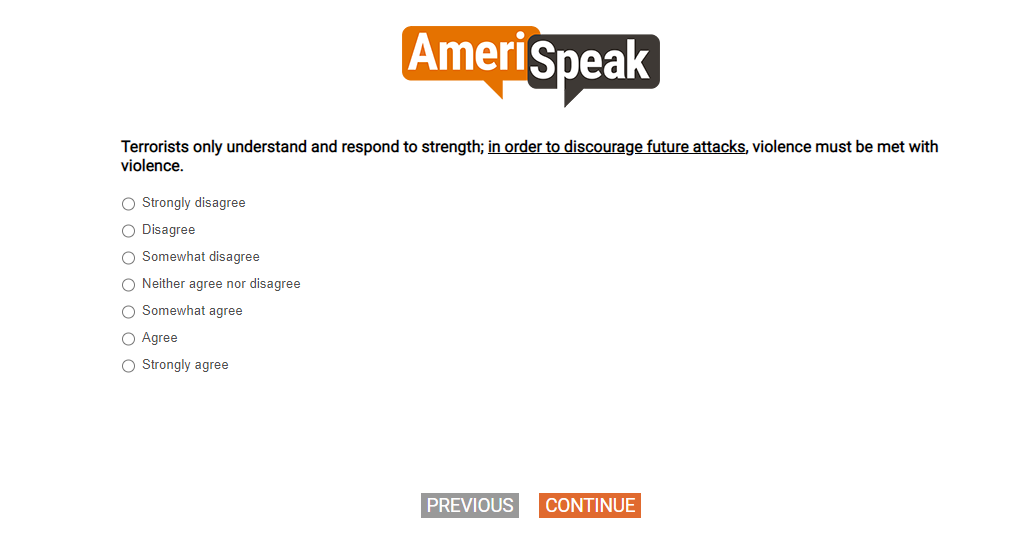 AmeriSpeak
Terrorists only understand and respond to strength; in order to discourage future attacks, violence must be met with
violence.
Strongly disagree
Disagree
Somewhat disagree
Neither agree nor disagree
Somewhat agree
Agree
Strongly agree
PREVIOUS CONTINUE